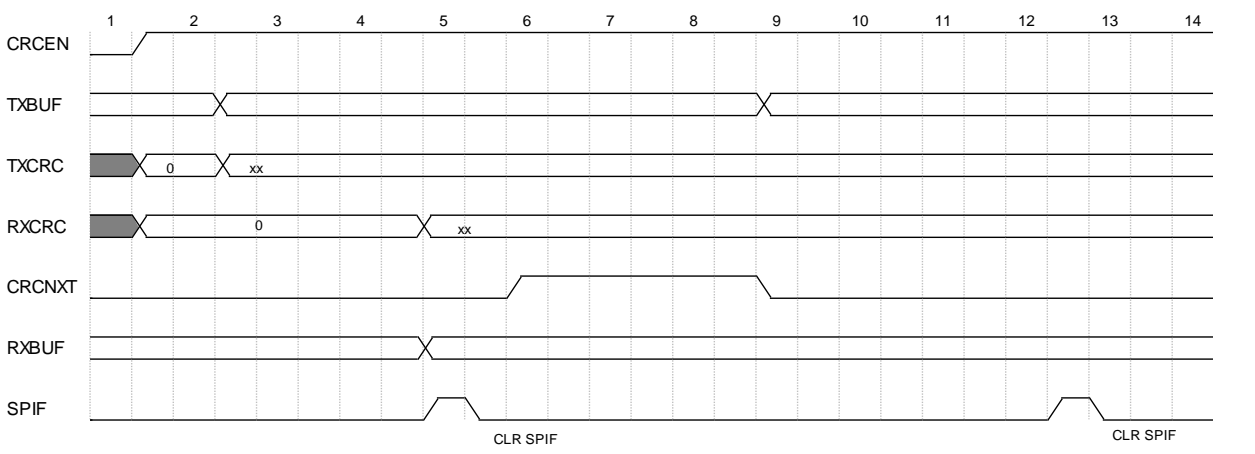 1 2 3 4 5 6 7 8 9 10 11 12 13 14
CRCEN
TXBUF
TXCRC 0 xx
RXCRC 0 xx
CRCNXT
RXBUF
SPIF
CLR SPIF CLR SPIF